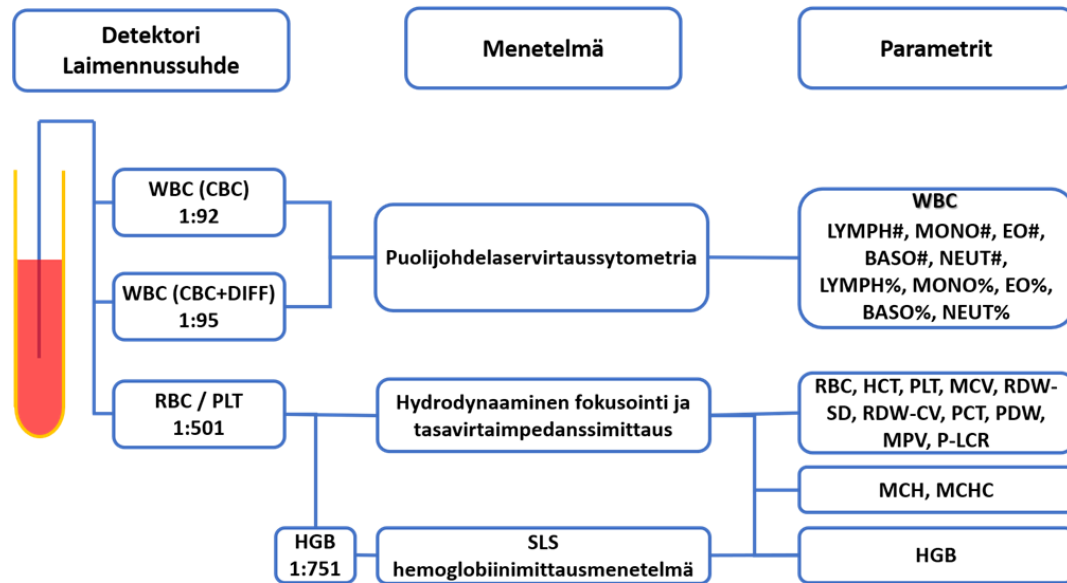 Detektori
Laimennussuhde
Menetelmä
Parametrit
WBC (CBC)
1:92
WBC (CBC+DIFF)
1:95
Puolijohdelaservirtaussytometria
WBC
LYMPH#, MONO#, EO#,
BASO#, NEUT#,
LYMPH%, MONO%, EO%,
BASO%, NEUT%
RBC / PLT
1:501
Hydrodynaaminen fokusointi ja
tasavirtaimpedanssimittaus
RBC, HCT, PLT, MCV, RDW-
SD, RDW-CV, PCT, PDW,
MPV, P-LCR
MCH, MCHC
HGB
1:751
SLS
hemoglobiinimittausmenetelmä
HGB